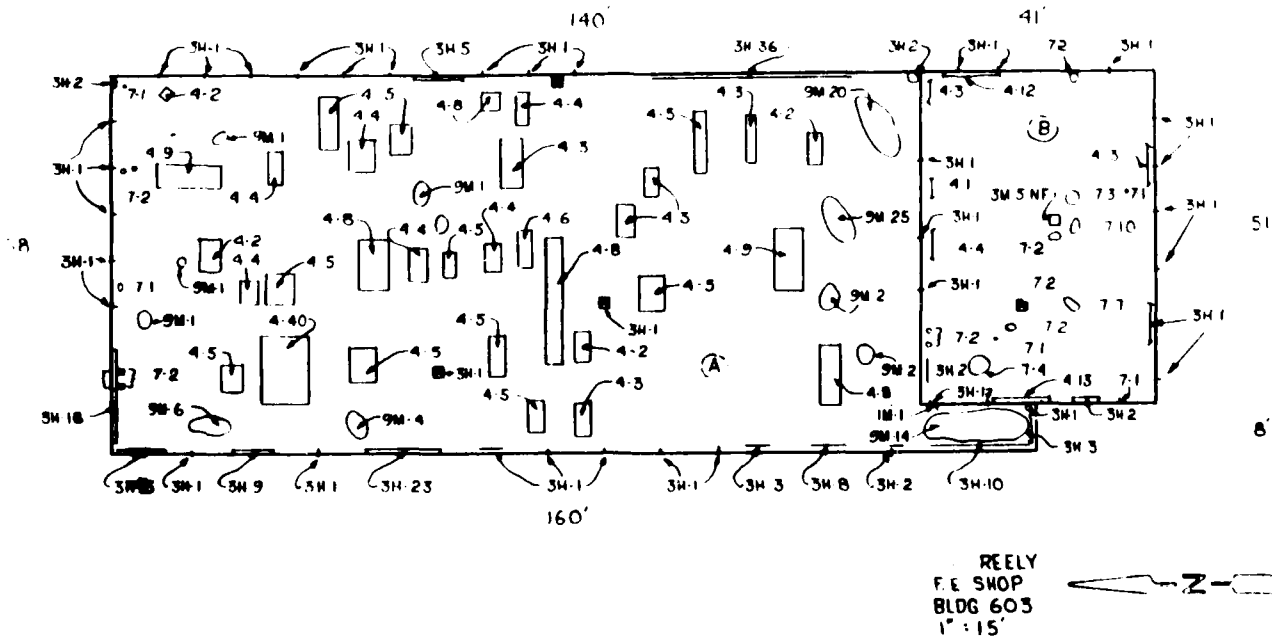 140' 41'
3H-1 3H-1 3H-5 3H-1 3H-36 3H-2 3H-1 7-2 3H-1
3H-2 7-1 4-2 4-5 4-5 4-8 4-4 4-5 4-3 4-2 9M-20 4-3 4-12
4-4 9M-1 B 3H-1
3H-1 4-9 4-4 9M-1 4-3 3H-1 4-3
7-2 4-1 3M-5 NF 7-3 7-1
4-8 4-4 4-5 4-4 4-6 4-3 9M-25 3H-1 7-10 51
4-2 4-8 4-9 4-4 7-2 3H-1
3H-1 9M-1 4-4 4-5 4-5 9M-2 3H-1 7-2 7-7
7-1 3H-1 7-2 3H-1
9M-1 4-40 4-5 4-2 7-2 7-1
4-5 4-5 3H-1 A 9M-2 3H-2 7-4
7-2 4-5 4-3 4-8 3H-1 4-13 7-1
3H-18 9M-6 9M-4 1M-1 3H-1 3H-2
9M-14 3H-3 8'
3H-1 3H-9 3H-1 3H-23 3H-1 3H-3 3H-8 3H-2 3H-10
160'
REELY
F.E SHOP N
BLDG 603
1" : 15'